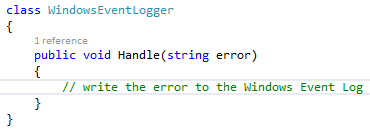 class WindowsEventLogger
{
1 reference
public void Handle(string error)
{
// write the error to the Windows Event Log
}
}